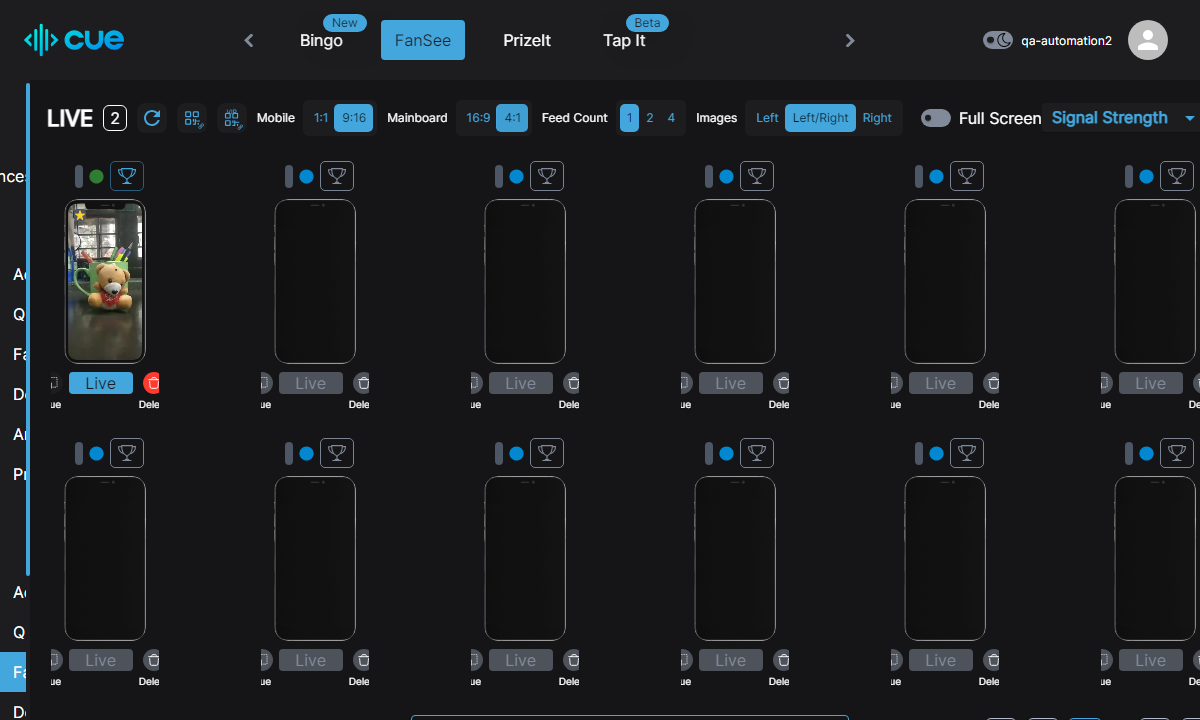 cue
New
Bingo
FanSee
PrizeIt
Beta
Tap It
qa-automation2
LIVE 2
Mobile 1:1 9:16 Mainboard 16:9 4:1 Feed Count 1 2 4 Images Left Left/Right Right Full Screen Signal Strength
nces
Live Live Live Live Live Live
ue Dele ue Dele ue Dele ue Dele ue Dele ue De
Ac
Q
Fa
De
Ar
Pr
Live Live Live Live Live Live
ue Dele ue Dele ue Dele ue Dele ue Dele ue De
Ac
Q
Fa
De